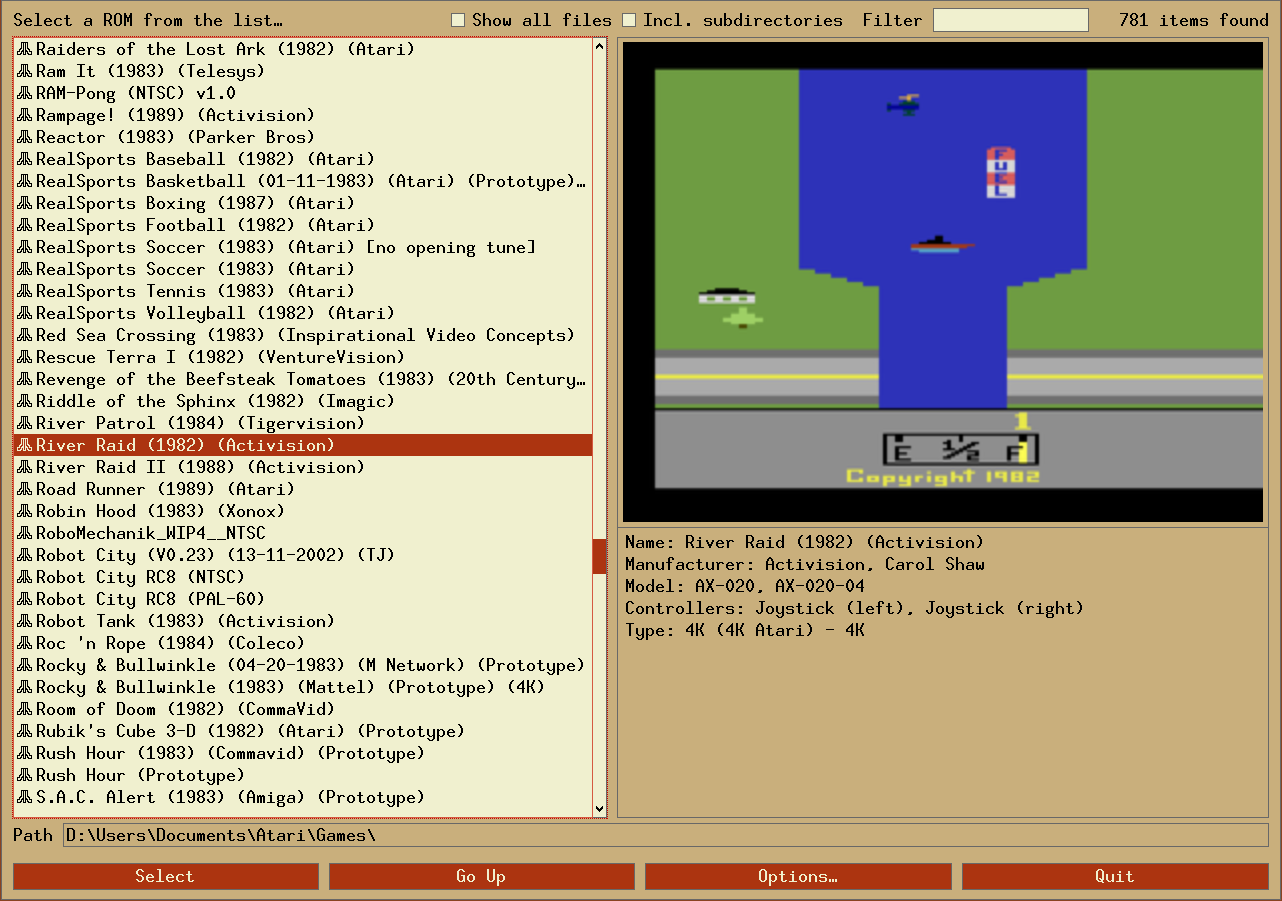 Select a ROM from the list… Show all files Incl. subdirectories Filter 781 items found
Raiders of the Lost Ark (1982) (Atari)
Ram It (1983) (Telesys)
RAM-Pong (NTSC) v1.0
Rampage! (1989) (Activision)
Reactor (1983) (Parker Bros)
RealSports Baseball (1982) (Atari)
RealSports Basketball (01-11-1983) (Atari) (Prototype)…
RealSports Boxing (1987) (Atari)
RealSports Football (1982) (Atari)
RealSports Soccer (1983) (Atari) [no opening tune]
RealSports Soccer (1983) (Atari)
RealSports Tennis (1983) (Atari)
RealSports Volleyball (1982) (Atari)
Red Sea Crossing (1983) (Inspirational Video Concepts)
Rescue Terra I (1982) (VentureVision)
Revenge of the Beefsteak Tomatoes (1983) (20th Century…
Riddle of the Sphinx (1982) (Imagic)
River Patrol (1984) (Tigervision)
River Raid (1982) (Activision)
River Raid II (1988) (Activision)
Road Runner (1989) (Atari)
Robin Hood (1983) (Xonox)
RoboMechanik_WIP4__NTSC
Robot City (V0.23) (13-11-2002) (TJ)
Robot City RC8 (NTSC)
Robot City RC8 (PAL-60)
Robot Tank (1983) (Activision)
Roc 'n Rope (1984) (Coleco)
Rocky & Bullwinkle (04-20-1983) (M Network) (Prototype)
Rocky & Bullwinkle (1983) (Mattel) (Prototype) (4K)
Room of Doom (1982) (CommaVid)
Rubik's Cube 3-D (1982) (Atari) (Prototype)
Rush Hour (1983) (Commavid) (Prototype)
Rush Hour (Prototype)
S.A.C. Alert (1983) (Amiga) (Prototype)
FUEL
1
E ½ F
Copyright 1982
Name: River Raid (1982) (Activision)
Manufacturer: Activision, Carol Shaw
Model: AX-020, AX-020-04
Controllers: Joystick (left), Joystick (right)
Type: 4K (4K Atari) - 4K
Path D:\Users\Documents\Atari\Games\
Select Go Up Options… Quit